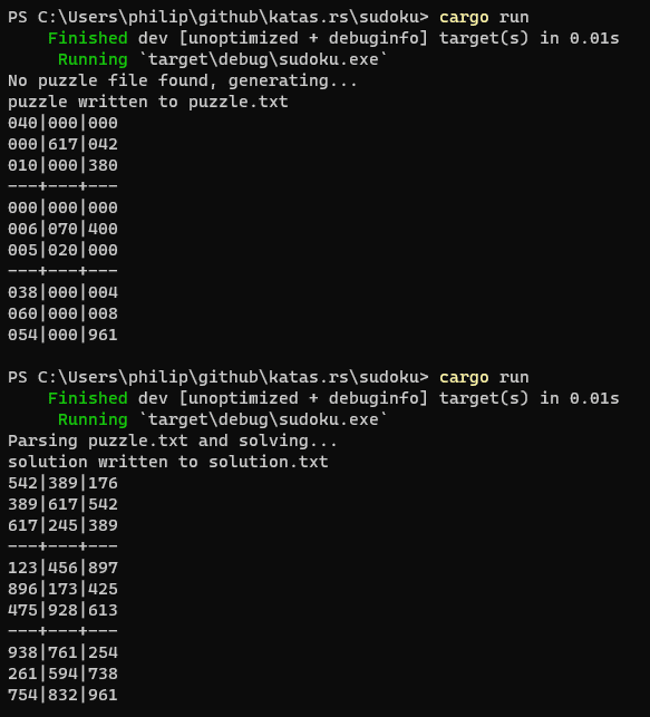 PS C:\Users\philip\github\katas.rs\sudoku> cargo run
    Finished dev [unoptimized + debuginfo] target(s) in 0.01s
     Running `target\debug\sudoku.exe`
No puzzle file found, generating...
puzzle written to puzzle.txt
040|000|000
000|617|042
010|000|380
---+---+---
000|000|000
006|070|400
005|020|000
---+---+---
038|000|004
060|000|008
054|000|961

PS C:\Users\philip\github\katas.rs\sudoku> cargo run
    Finished dev [unoptimized + debuginfo] target(s) in 0.01s
     Running `target\debug\sudoku.exe`
Parsing puzzle.txt and solving...
solution written to solution.txt
542|389|176
389|617|542
617|245|389
---+---+---
123|456|897
896|173|425
475|928|613
---+---+---
938|761|254
261|594|738
754|832|961